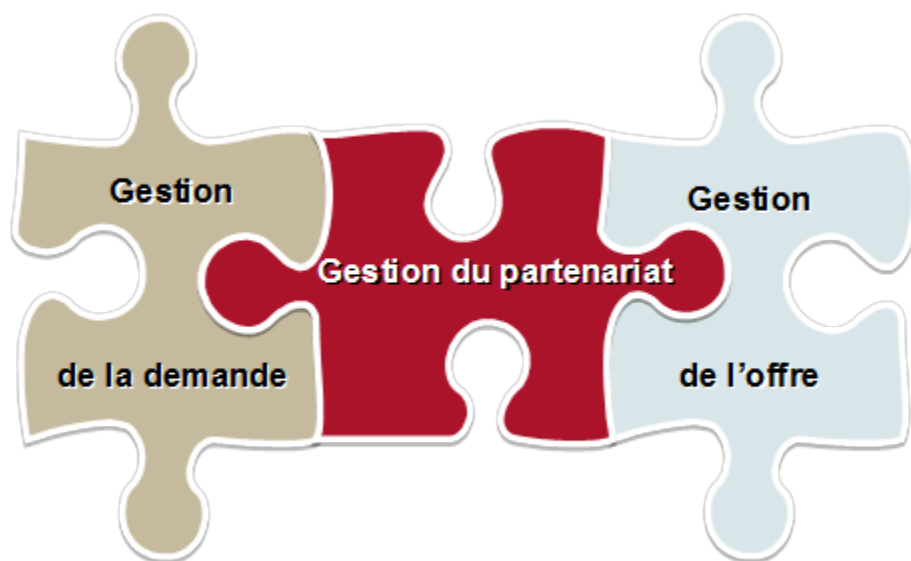 Gestion
de la demande
Gestion du partenariat
Gestion
de l’offre